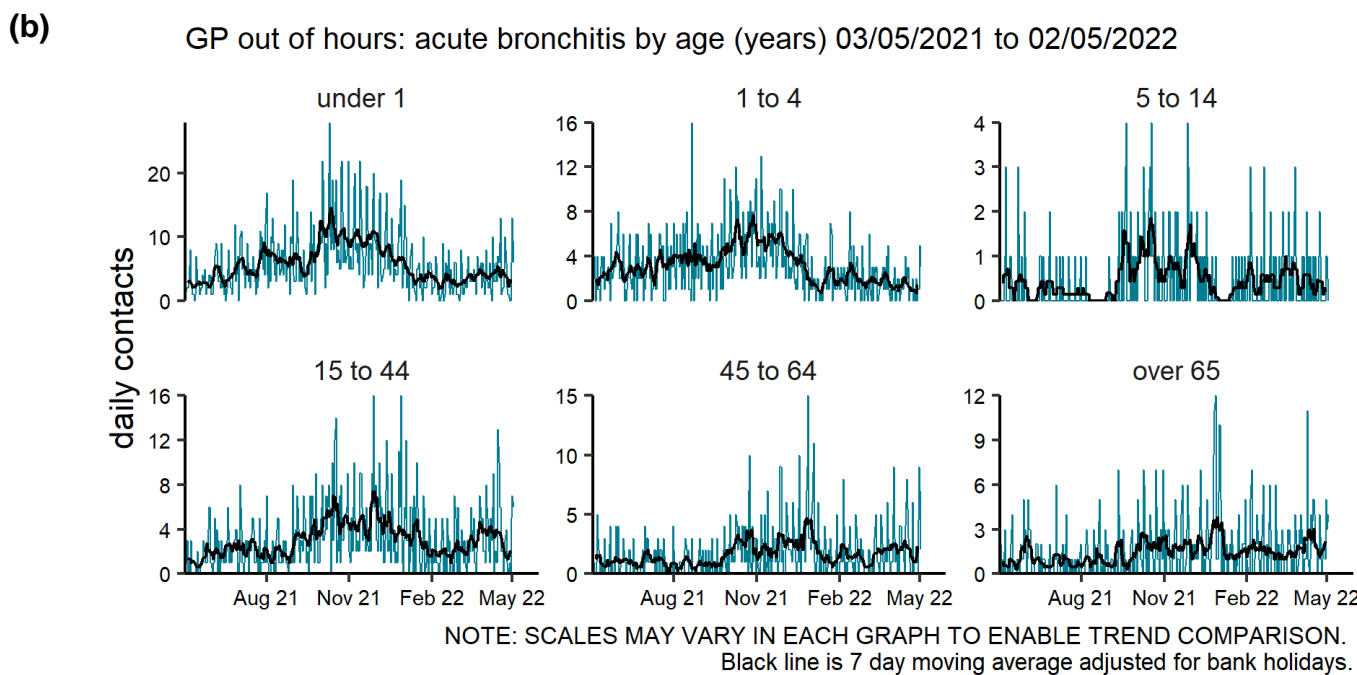 (b)
GP out of hours: acute bronchitis by age (years) 03/05/2021 to 02/05/2022
under 1
1 to 4
5 to 14
20
10
0
16
12
8
4
0
4
3
2
1
0
daily contacts
15 to 44
45 to 64
over 65
16
12
8
4
0
15
10
5
0
12
9
6
3
0
Aug 21 Nov 21 Feb 22 May 22
Aug 21 Nov 21 Feb 22 May 22
Aug 21 Nov 21 Feb 22 May 22
NOTE: SCALES MAY VARY IN EACH GRAPH TO ENABLE TREND COMPARISON.
Black line is 7 day moving average adjusted for bank holidays.